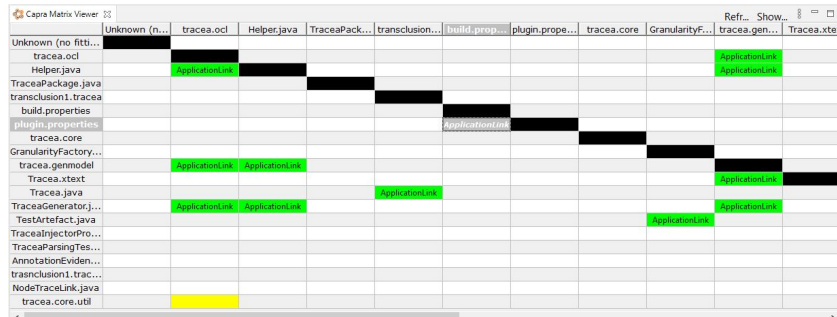 Capra Matrix Viewer
Refr... Show...
Unknown (n... tracea.ocl Helper.java TraceaPack... transclusion... build.prop... plugin.prope... tracea.core GranularityF... tracea.gen... Tracea.xte
Unknown (no fitti...
tracea.ocl ApplicationLink
Helper.java ApplicationLink ApplicationLink
TraceaPackage.java
transclusion1.tracea
build.properties
plugin.properties ApplicationLink
tracea.core
GranularityFactory...
tracea.genmodel ApplicationLink ApplicationLink
Tracea.xtext ApplicationLink
Tracea.java ApplicationLink
TraceaGenerator.j... ApplicationLink ApplicationLink ApplicationLink
TestArtefact.java ApplicationLink
TraceaInjectorPro...
TraceaParsingTes...
AnnotationEviden...
trasnclusion1.trac...
NodeTraceLink.java
tracea.core.util